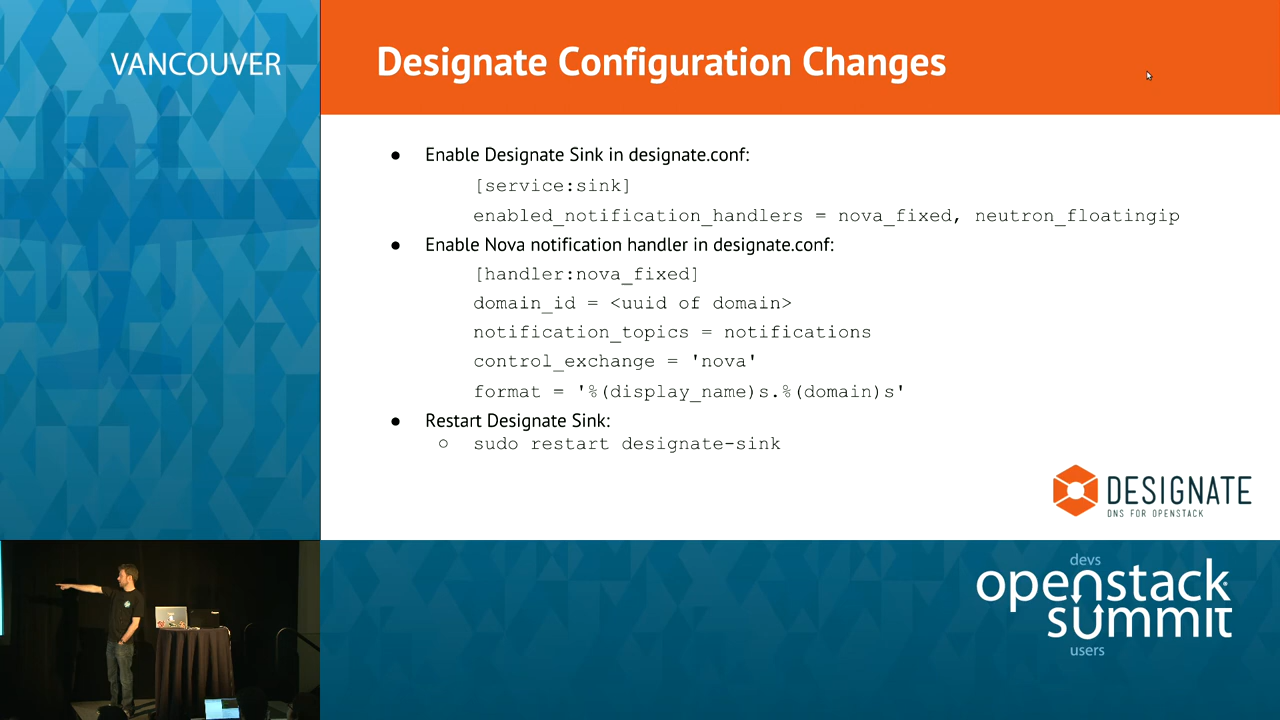 VANCOUVER
Designate Configuration Changes
● Enable Designate Sink in designate.conf:
[service:sink]
enabled_notification_handlers = nova_fixed, neutron_floatingip
● Enable Nova notification handler in designate.conf:
[handler:nova_fixed]
domain_id = <uuid of domain>
notification_topics = notifications
control_exchange = 'nova'
format = '%(display_name)s.%(domain)s'
● Restart Designate Sink:
○ sudo restart designate-sink
DESIGNATE
DNS FOR OPENSTACK
devs
openstack
summit
users